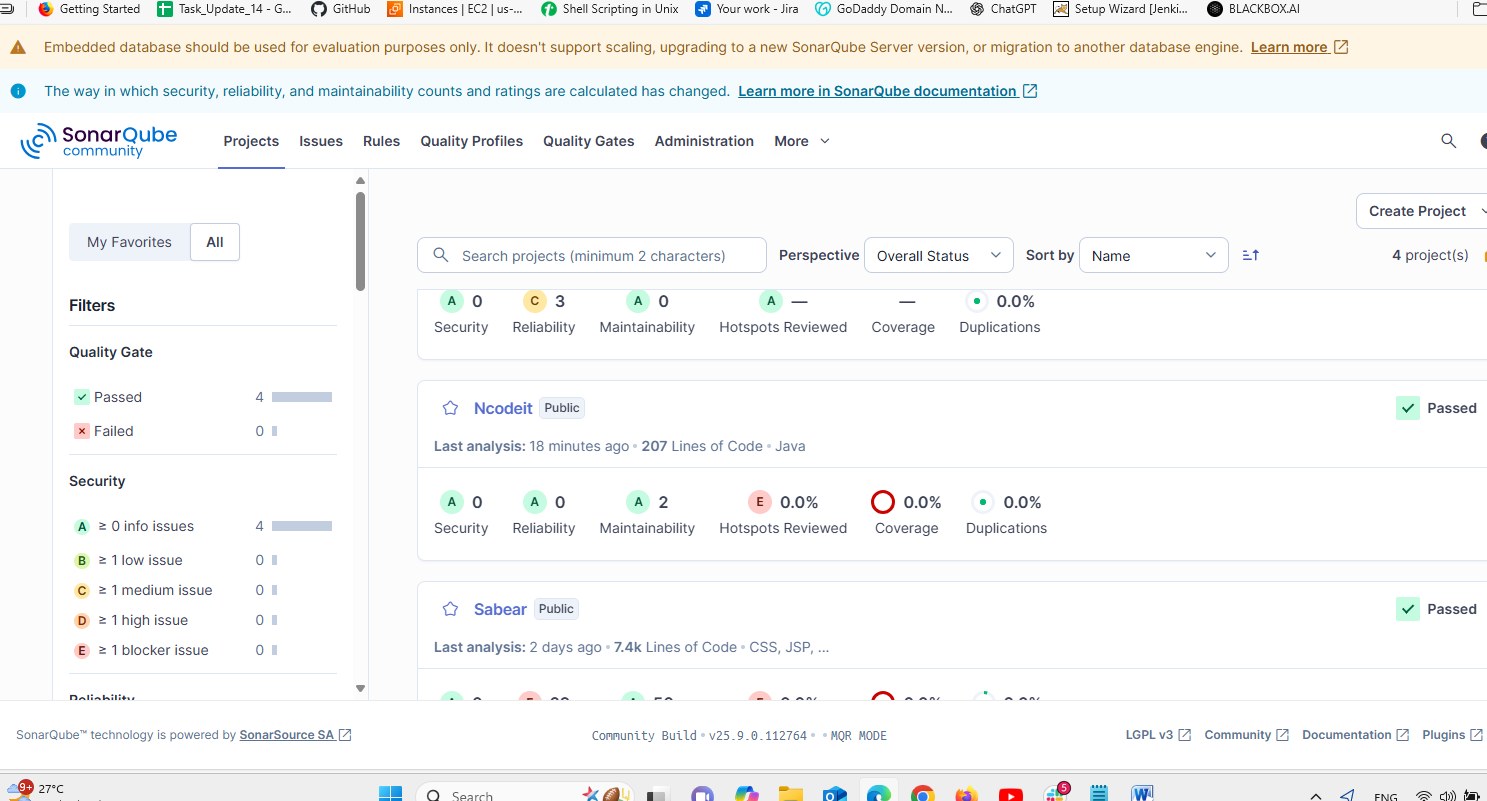 Getting Started Task_Update_14 - G... GitHub Instances | EC2 | us-... Shell Scripting in Unix Your work - Jira GoDaddy Domain N... ChatGPT Setup Wizard [Jenki... BLACKBOX.AI
Embedded database should be used for evaluation purposes only. It doesn't support scaling, upgrading to a new SonarQube Server version, or migration to another database engine. Learn more
The way in which security, reliability, and maintainability counts and ratings are calculated has changed. Learn more in SonarQube documentation
SonarQube community Projects Issues Rules Quality Profiles Quality Gates Administration More
Create Project
My Favorites All
Search projects (minimum 2 characters) Perspective Overall Status Sort by Name 4 project(s)
Filters
Quality Gate
Passed 4
Failed 0
Security
A ≥ 0 info issues 4
B ≥ 1 low issue 0
C ≥ 1 medium issue 0
D ≥ 1 high issue 0
E ≥ 1 blocker issue 0
Reliability
A 0 C 3 A 0 A — — 0.0%
Security Reliability Maintainability Hotspots Reviewed Coverage Duplications
Ncodeit Public Passed
Last analysis: 18 minutes ago • 207 Lines of Code • Java
A 0 A 0 A 2 E 0.0% 0.0% 0.0%
Security Reliability Maintainability Hotspots Reviewed Coverage Duplications
Sabear Public Passed
Last analysis: 2 days ago • 7.4k Lines of Code • CSS, JSP, ...
SonarQube™ technology is powered by SonarSource SA Community Build • v25.9.0.112764 • • MQR MODE LGPL v3 Community Documentation Plugins
9+ 27°C Search 5 ENG